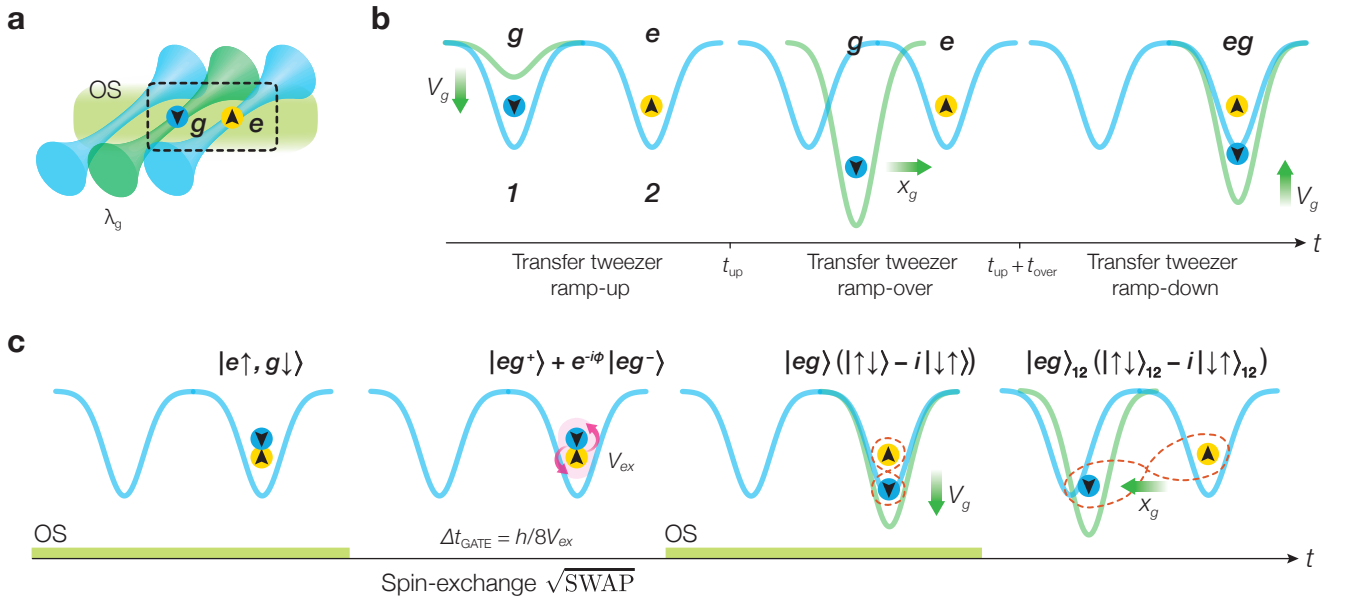 a
OS
g
e
λg
b
g
e
g
e
eg
Vg
xg
Vg
1
2
t
Transfer tweezer
ramp-up
tup
Transfer tweezer
ramp-over
tup + tover
Transfer tweezer
ramp-down
c
|e↑, g↓⟩
|eg⁺⟩ + e^-iϕ |eg⁻⟩
|eg⟩(|↑↓⟩ − i|↓↑⟩)
|eg⟩₁₂(|↑↓⟩₁₂ − i|↓↑⟩₁₂)
Vex
Vg
xg
OS
ΔtGATE = h/8Vex
OS
t
Spin-exchange √SWAP